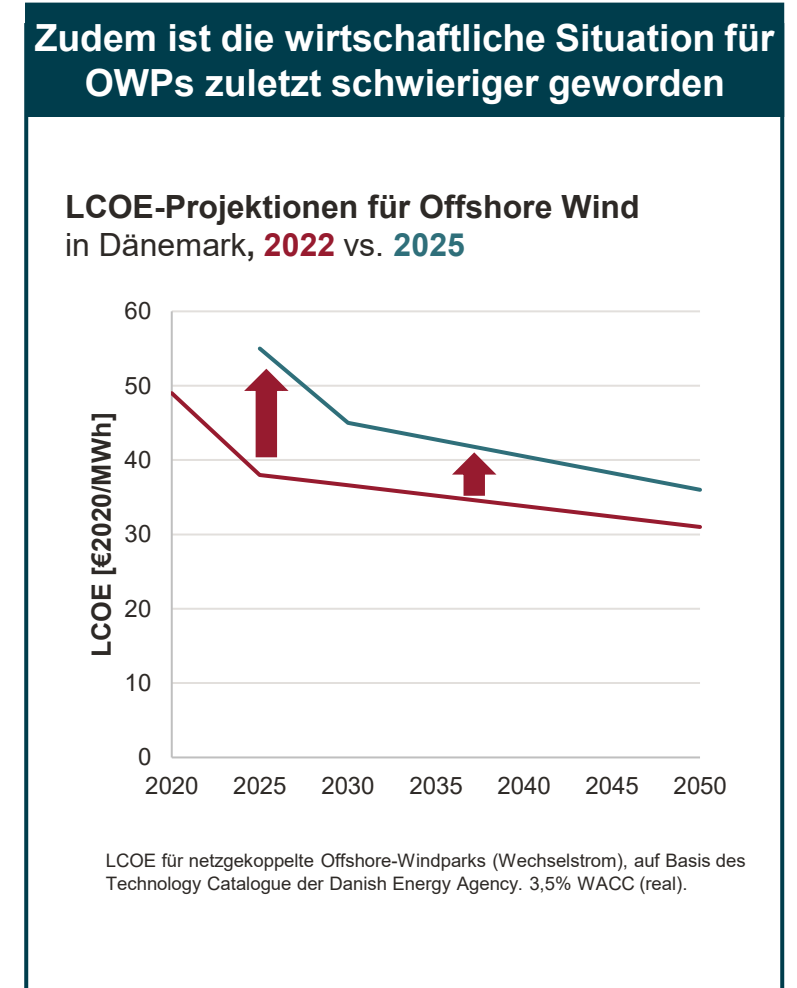 Zudem ist die wirtschaftliche Situation für
OWPs zuletzt schwieriger geworden
LCOE-Projektionen für Offshore Wind
in Dänemark, 2022 vs. 2025
LCOE [€2020/MWh]
60
50
40
30
20
10
0
2020 2025 2030 2035 2040 2045 2050
LCOE für netzgekoppelte Offshore-Windparks (Wechselstrom), auf Basis des
Technology Catalogue der Danish Energy Agency. 3,5% WACC (real).